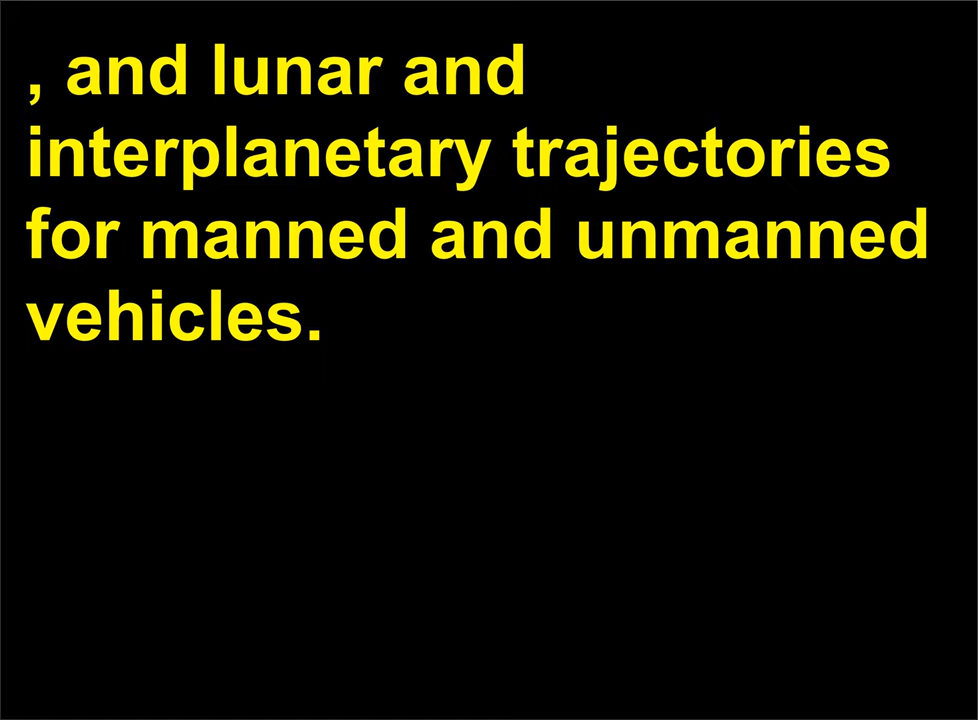 , and lunar and
interplanetary trajectories
for manned and unmanned
vehicles.